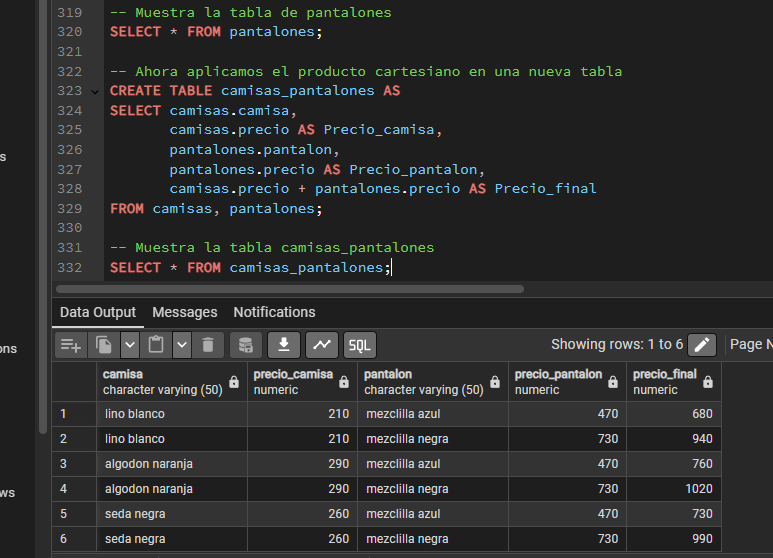 319 -- Muestra la tabla de pantalones
320 SELECT * FROM pantalones;
321
322 -- Ahora aplicamos el producto cartesiano en una nueva tabla
323 CREATE TABLE camisas_pantalones AS
324 SELECT camisas.camisa,
325 camisas.precio AS Precio_camisa,
326 pantalones.pantalon,
327 pantalones.precio AS Precio_pantalon,
328 camisas.precio + pantalones.precio AS Precio_final
329 FROM camisas, pantalones;
330
331 -- Muestra la tabla camisas_pantalones
332 SELECT * FROM camisas_pantalones;
s
ons
ws
Data Output Messages Notifications
SQL Showing rows: 1 to 6 Page N
camisa precio_camisa pantalon precio_pantalon precio_final
character varying (50) numeric character varying (50) numeric numeric
1 lino blanco 210 mezclilla azul 470 680
2 lino blanco 210 mezclilla negra 730 940
3 algodon naranja 290 mezclilla azul 470 760
4 algodon naranja 290 mezclilla negra 730 1020
5 seda negra 260 mezclilla azul 470 730
6 seda negra 260 mezclilla negra 730 990